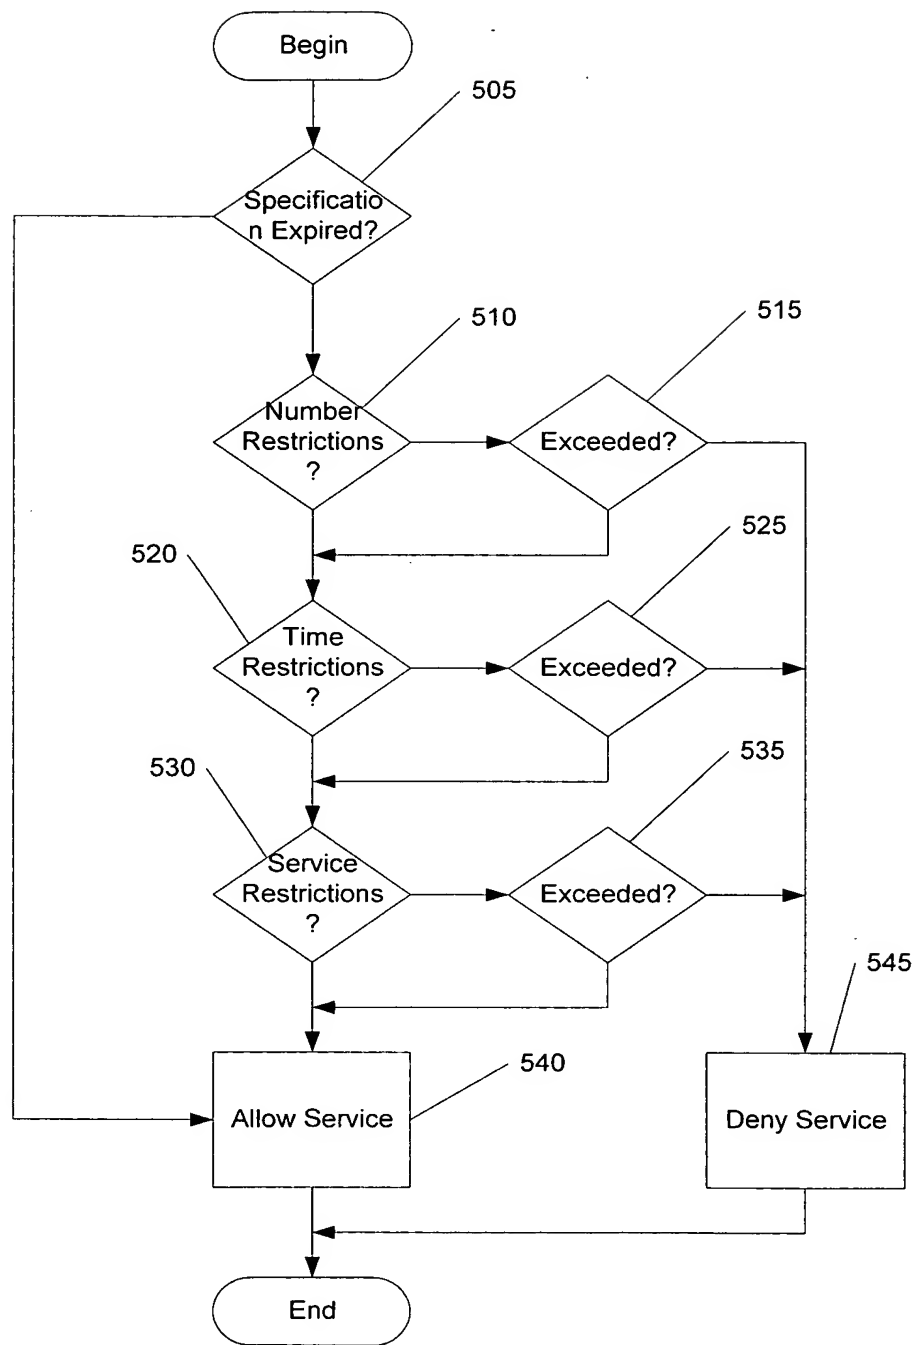 Begin
505
Specificatio
n Expired?
510
515
Number
Restrictions
?
Exceeded?
520
525
Time
Restrictions
?
Exceeded?
530
535
Service
Restrictions
?
Exceeded?
545
540
Allow Service
Deny Service
End